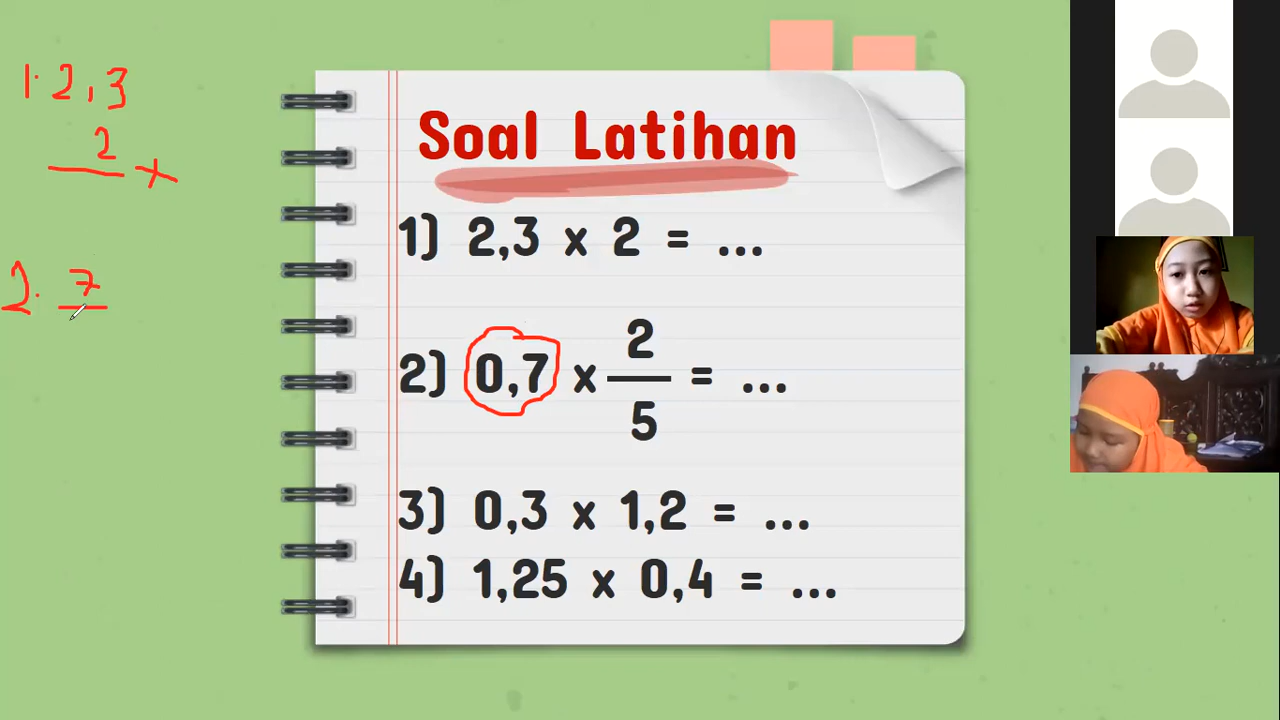 1. 2,3
2
x
2. 7
Soal Latihan
1) 2,3 x 2 = ...
2) 0,7 x 2/5 = ...
3) 0,3 x 1,2 = ...
4) 1,25 x 0,4 = ...